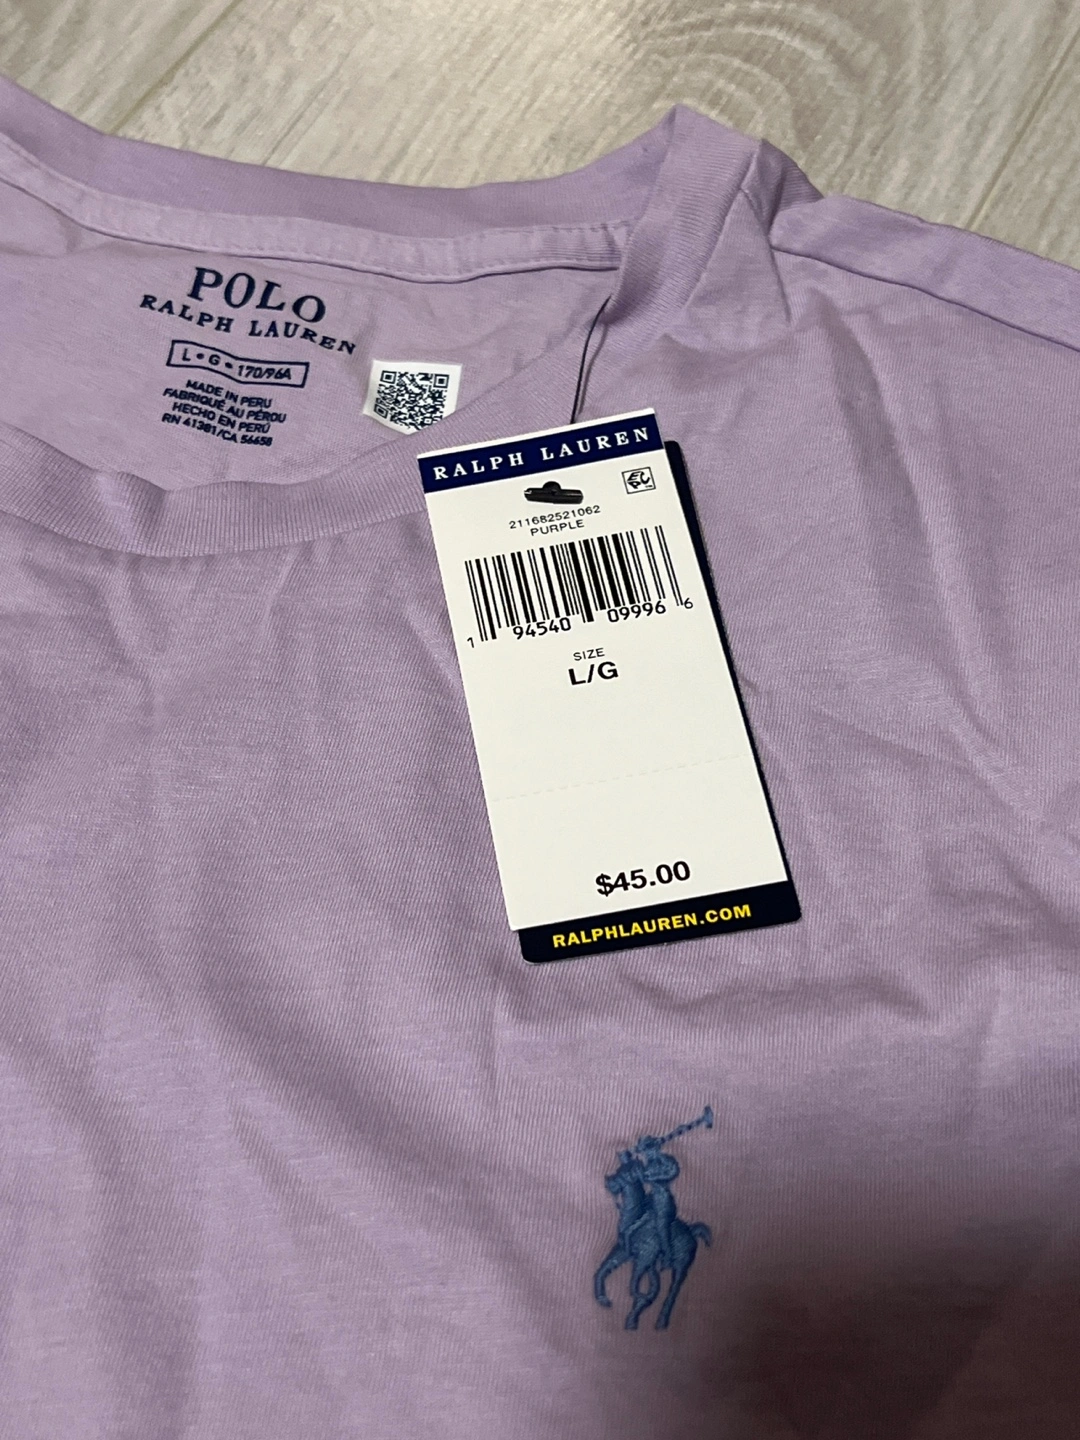 POLO
RALPH LAUREN
L • G • 170/96A
MADE IN PERU
FABRIQUÉ AU PÉROU
HECHO EN PERÚ
RN 41381/CA 56658
RALPH LAUREN
EPC
211682521062
PURPLE
1 94540 09996 6
SIZE
L/G
$45.00
RALPHLAUREN.COM